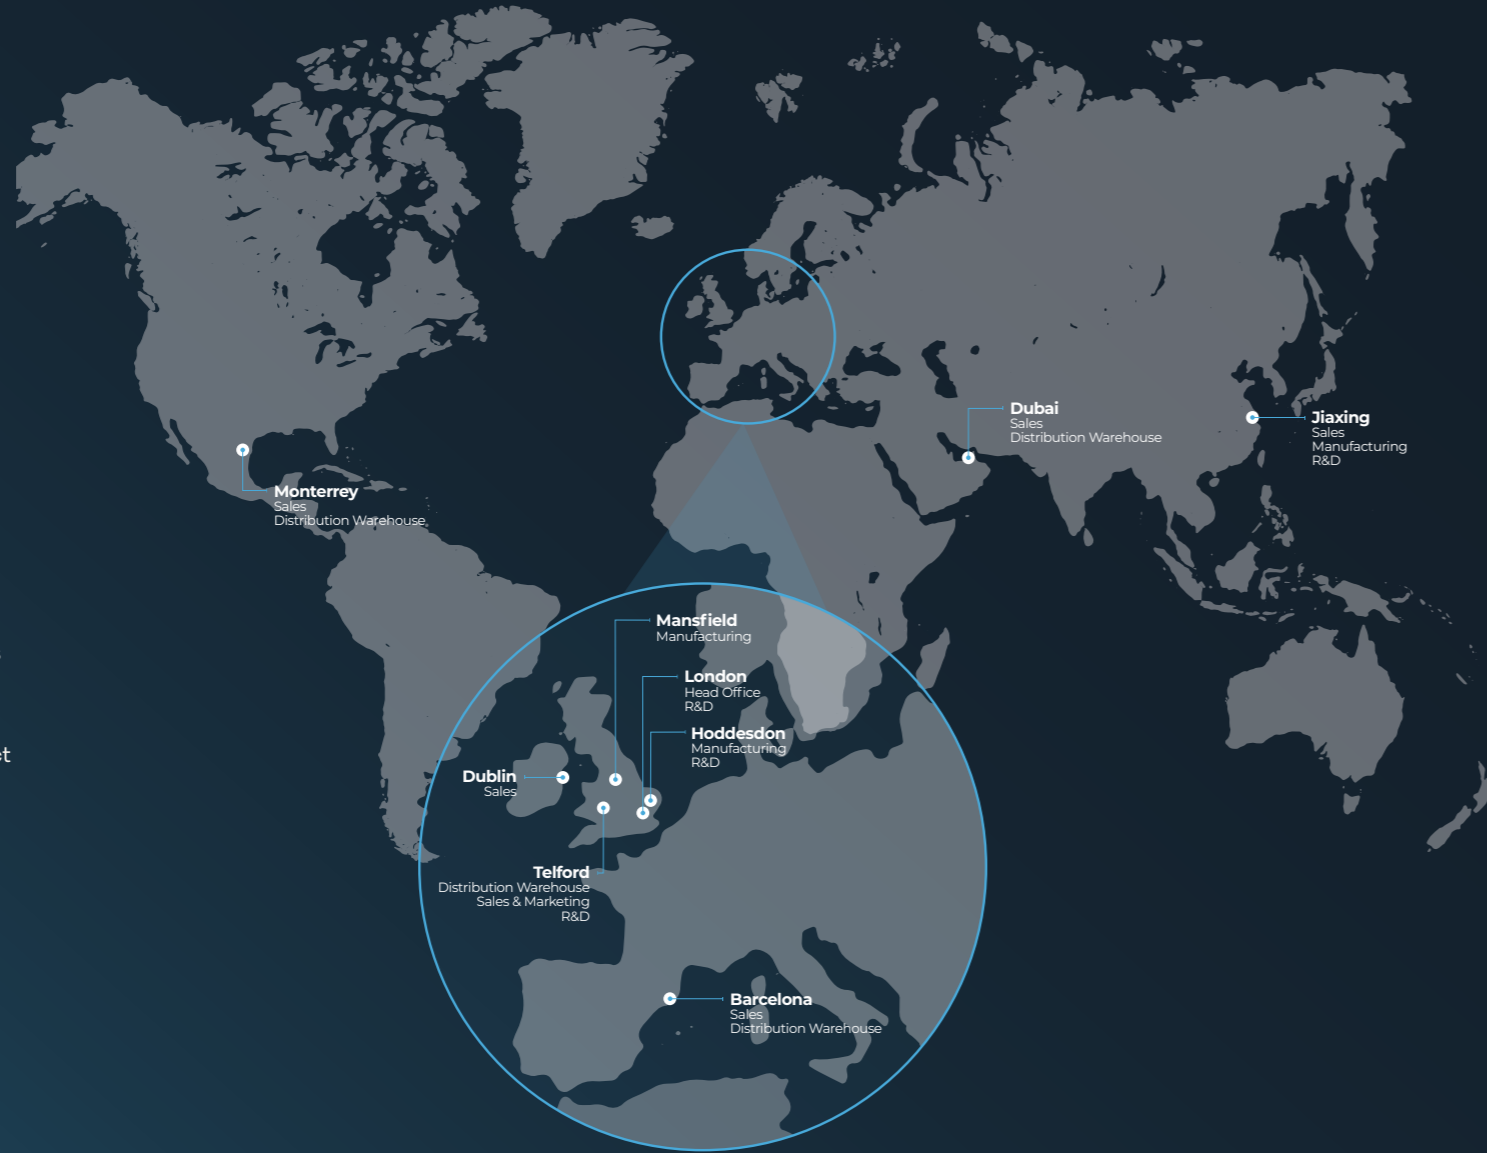 Dubai
Sales
Distribution Warehouse
Jiaxing
Sales
Manufacturing
R&D
Monterrey
Sales
Distribution Warehouse
Mansfield
Manufacturing
London
Head Office
R&D
Hoddesdon
Manufacturing
R&D
Dublin
Sales
Telford
Distribution Warehouse
Sales & Marketing
R&D
Barcelona
Sales
Distribution Warehouse